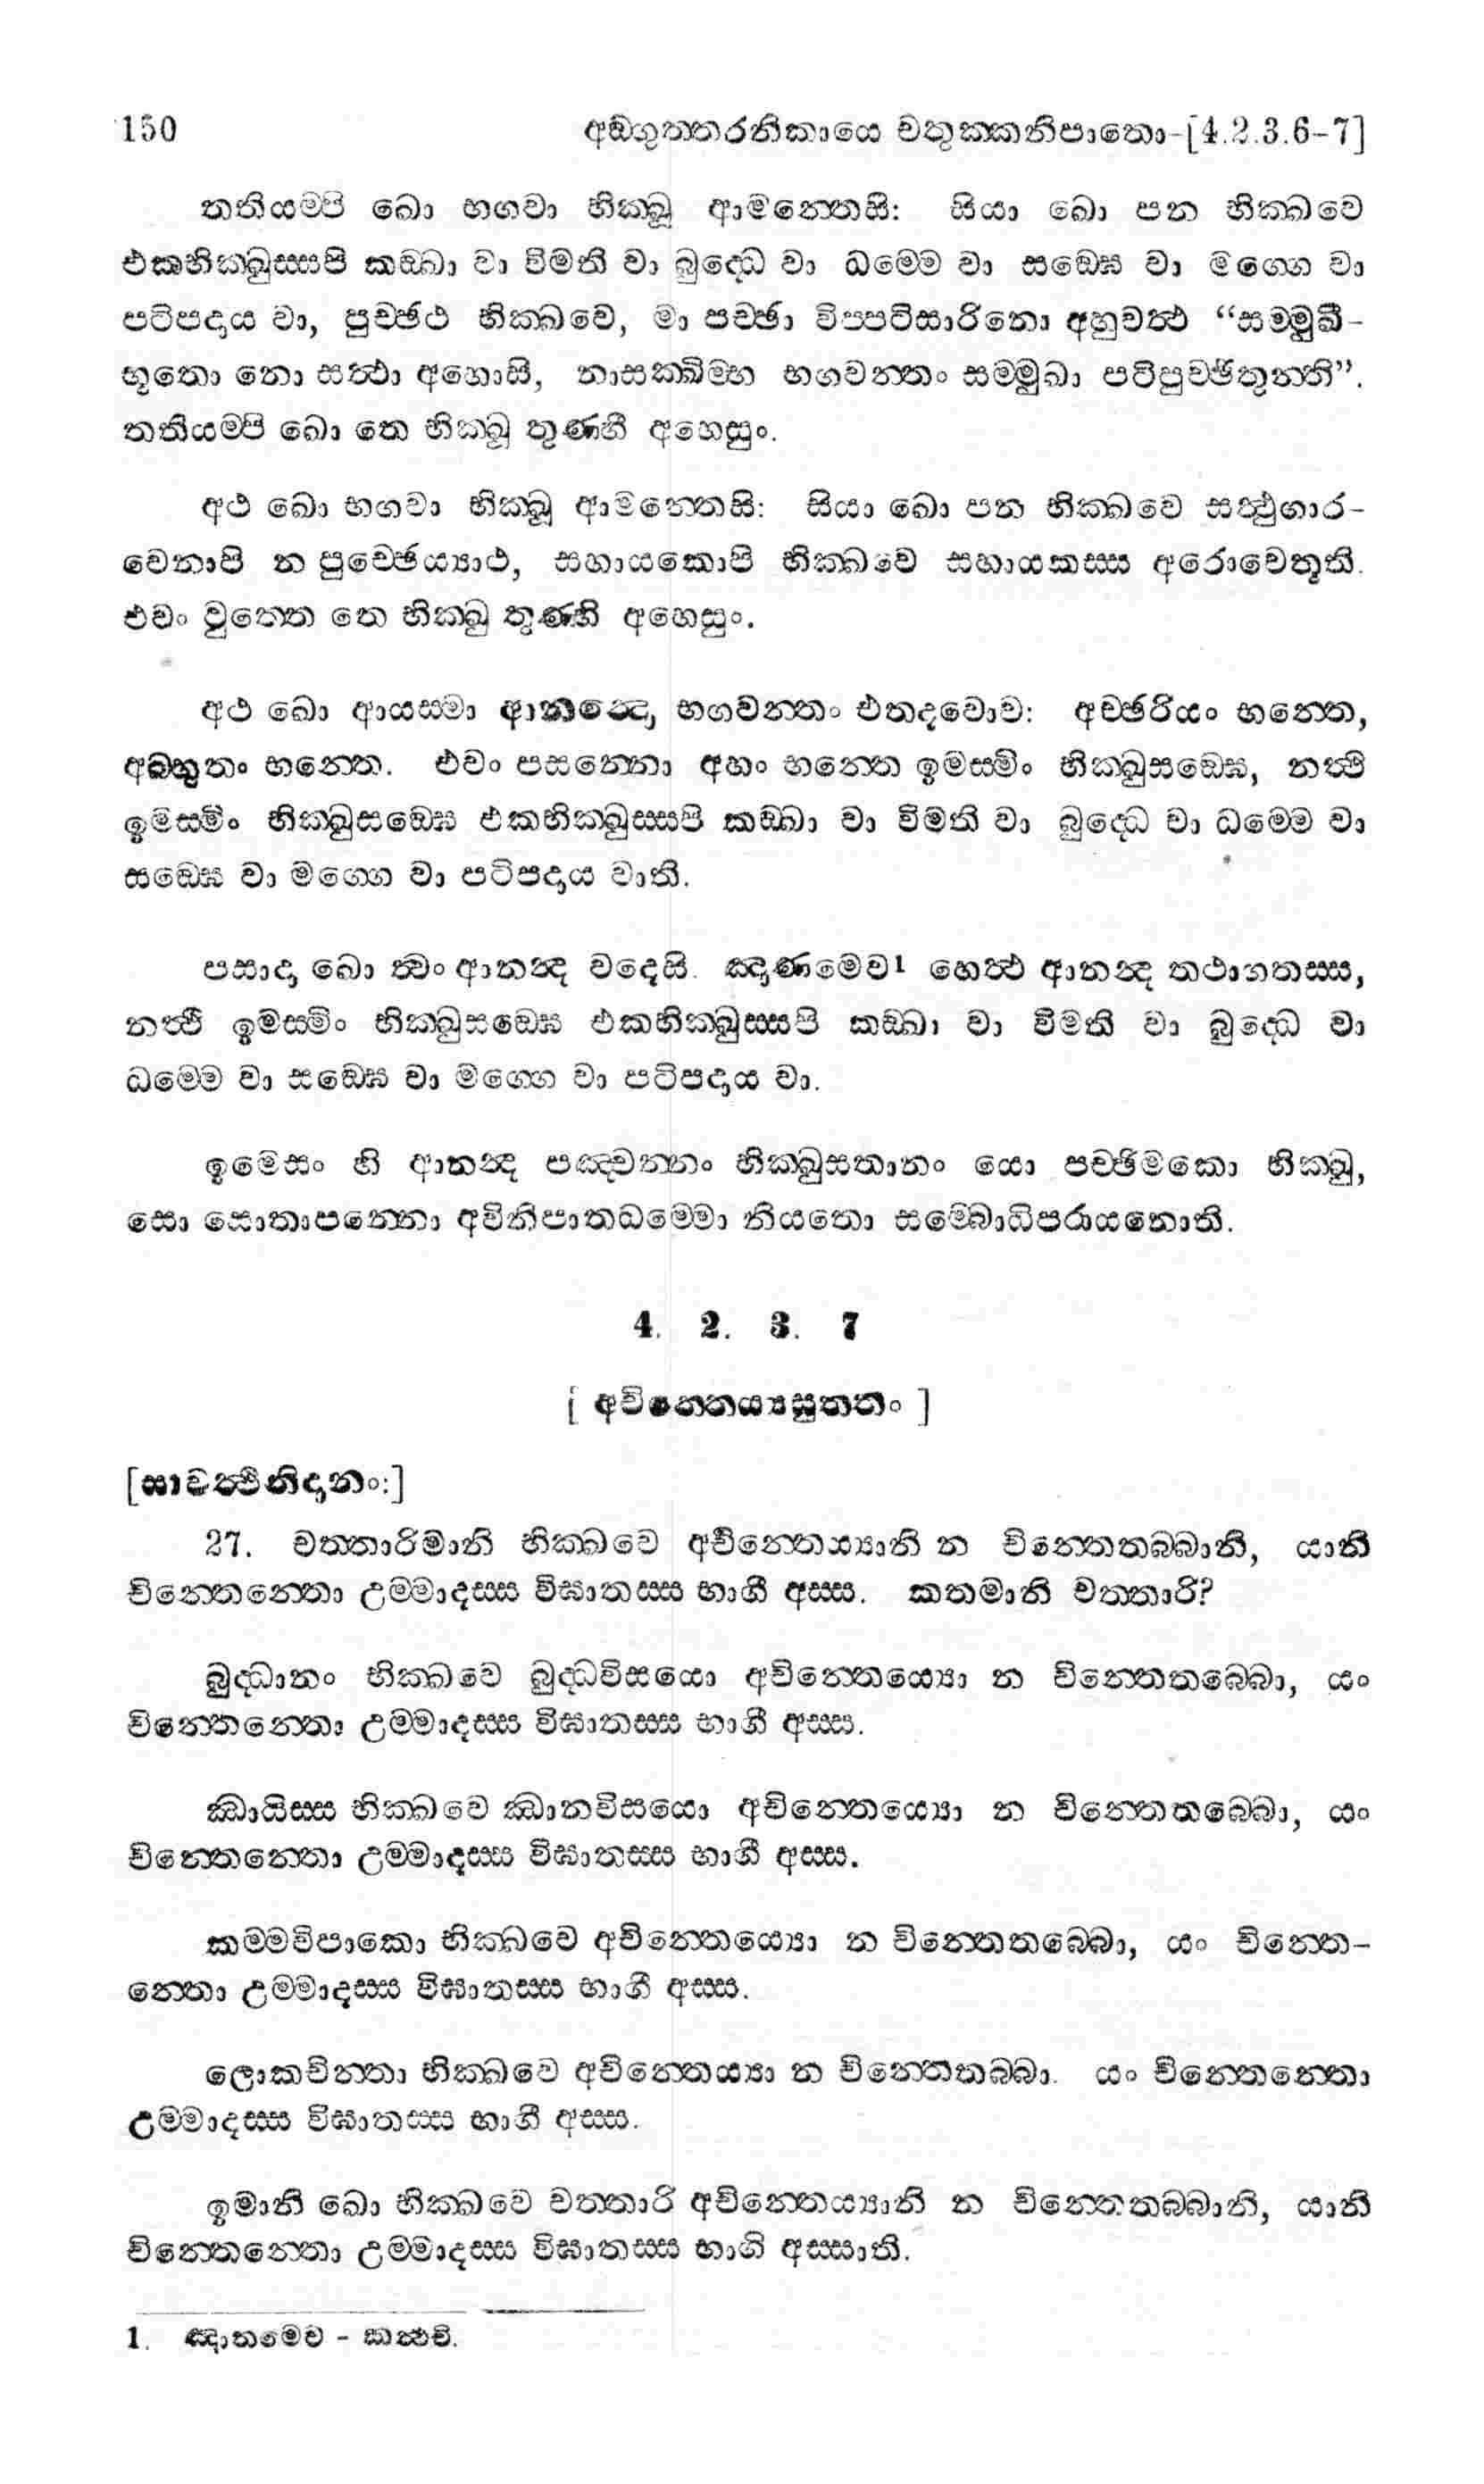 150 අඞ්ගුත්තරනිකායෙ චතුක්කනිපාතො-[4.2.3.6-7]
තතියම්පි ඛො භගවා භික්ඛූ ආමන්තෙසි: සියා ඛො පන භික්ඛවෙ
එකභික්ඛුස්සපි කඞ්ඛා වා විමති වා බුද්ධෙ වා ධම්මෙ වා සඞ්ඝෙ වා මග්ගෙ වා
පටිපදාය වා, පුච්ඡථ භික්ඛවෙ, මා පච්ඡා විප්පටිසාරිනො අහුවත්ථ “සම්මුඛී-
භූතො නො සත්ථා අහොසි, නාසක්ඛිම්හ භගවන්තං සම්මුඛා පටිපුච්ඡිතුන්ති”.
තතියම්පි ඛො තෙ භික්ඛූ තුණ්හී අහෙසුං.
අථ ඛො භගවා භික්ඛූ ආමන්තෙසි: සියා ඛො පන භික්ඛවෙ සත්ථුගාර-
වෙනාපි න පුච්ඡෙය්‍යාථ, සහායකොපි භික්ඛවෙ සහායකස්ස අරොචෙතූති.
එවං වුත්තෙ තෙ භික්ඛු තුණ්හි අහෙසුං.
අථ ඛො ආයස්මා ආනන්දො භගවන්තං එතදවොච: අච්ඡරියං භන්තෙ,
අබ්භුතං භන්තෙ. එවං පසන්නො අහං භන්තෙ ඉමස්මිං භික්ඛුසඞ්ඝෙ, නත්ථි
ඉමස්මිං භික්ඛුසඞ්ඝෙ එකභික්ඛුස්සපි කඞ්ඛා වා විමති වා බුද්ධෙ වා ධම්මෙ වා
සඞ්ඝෙ වා මග්ගෙ වා පටිපදාය වාති.
පසාදා ඛො ත්වං ආනන්ද වදෙසි. ඤාණමෙව1 හෙත්ථ ආනන්ද තථාගතස්ස,
නත්ථි ඉමස්මිං භික්ඛුසඞ්ඝෙ එකභික්ඛුස්සපි කඞ්ඛා වා විමති වා බුද්ධෙ වා
ධම්මෙ වා සඞ්ඝෙ වා මග්ගෙ වා පටිපදාය වා.
ඉමෙසං හි ආනන්ද පඤ්චන්නං භික්ඛුසතානං යො පච්ඡිමකො භික්ඛු,
සො සොතාපන්නො අවිනිපාතධම්මො නියතො සම්බොධිපරායනොති.
4. 2. 3. 7
[ අචින්තෙය්‍යසුත්තං ]
[සාවත්ථිනිදානං:]
27. චත්තාරිමානි භික්ඛවෙ අචින්තෙය්‍යානි න චින්තෙතබ්බානි, යානි
චින්තෙන්තො උම්මාදස්ස විඝාතස්ස භාගී අස්ස. කතමානි චත්තාරි?
බුද්ධානං භික්ඛවෙ බුද්ධවිසයො අචින්තෙය්‍යො න චින්තෙතබ්බො, යං
චින්තෙන්තො උම්මාදස්ස විඝාතස්ස භාගී අස්ස.
ඣායිස්ස භික්ඛවෙ ඣානවිසයො අචින්තෙය්‍යො න චින්තෙතබ්බො, යං
චින්තෙන්තො උම්මාදස්ස විඝාතස්ස භාගී අස්ස.
කම්මවිපාකො භික්ඛවෙ අචින්තෙය්‍යො න චින්තෙතබ්බො, යං චින්තෙ-
න්තො උම්මාදස්ස විඝාතස්ස භාගී අස්ස.
ලොකචින්තා භික්ඛවෙ අචින්තෙය්‍යා න චින්තෙතබ්බා. යං චින්තෙන්තො
උම්මාදස්ස විඝාතස්ස භාගී අස්ස.
ඉමානි ඛො භික්ඛවෙ චත්තාරි අචින්තෙය්‍යානි න චින්තෙතබ්බානි, යානි
චින්තෙන්තො උම්මාදස්ස විඝාතස්ස භාගි අස්සාති.
1. ඤාතමෙව - කත්ථචි.